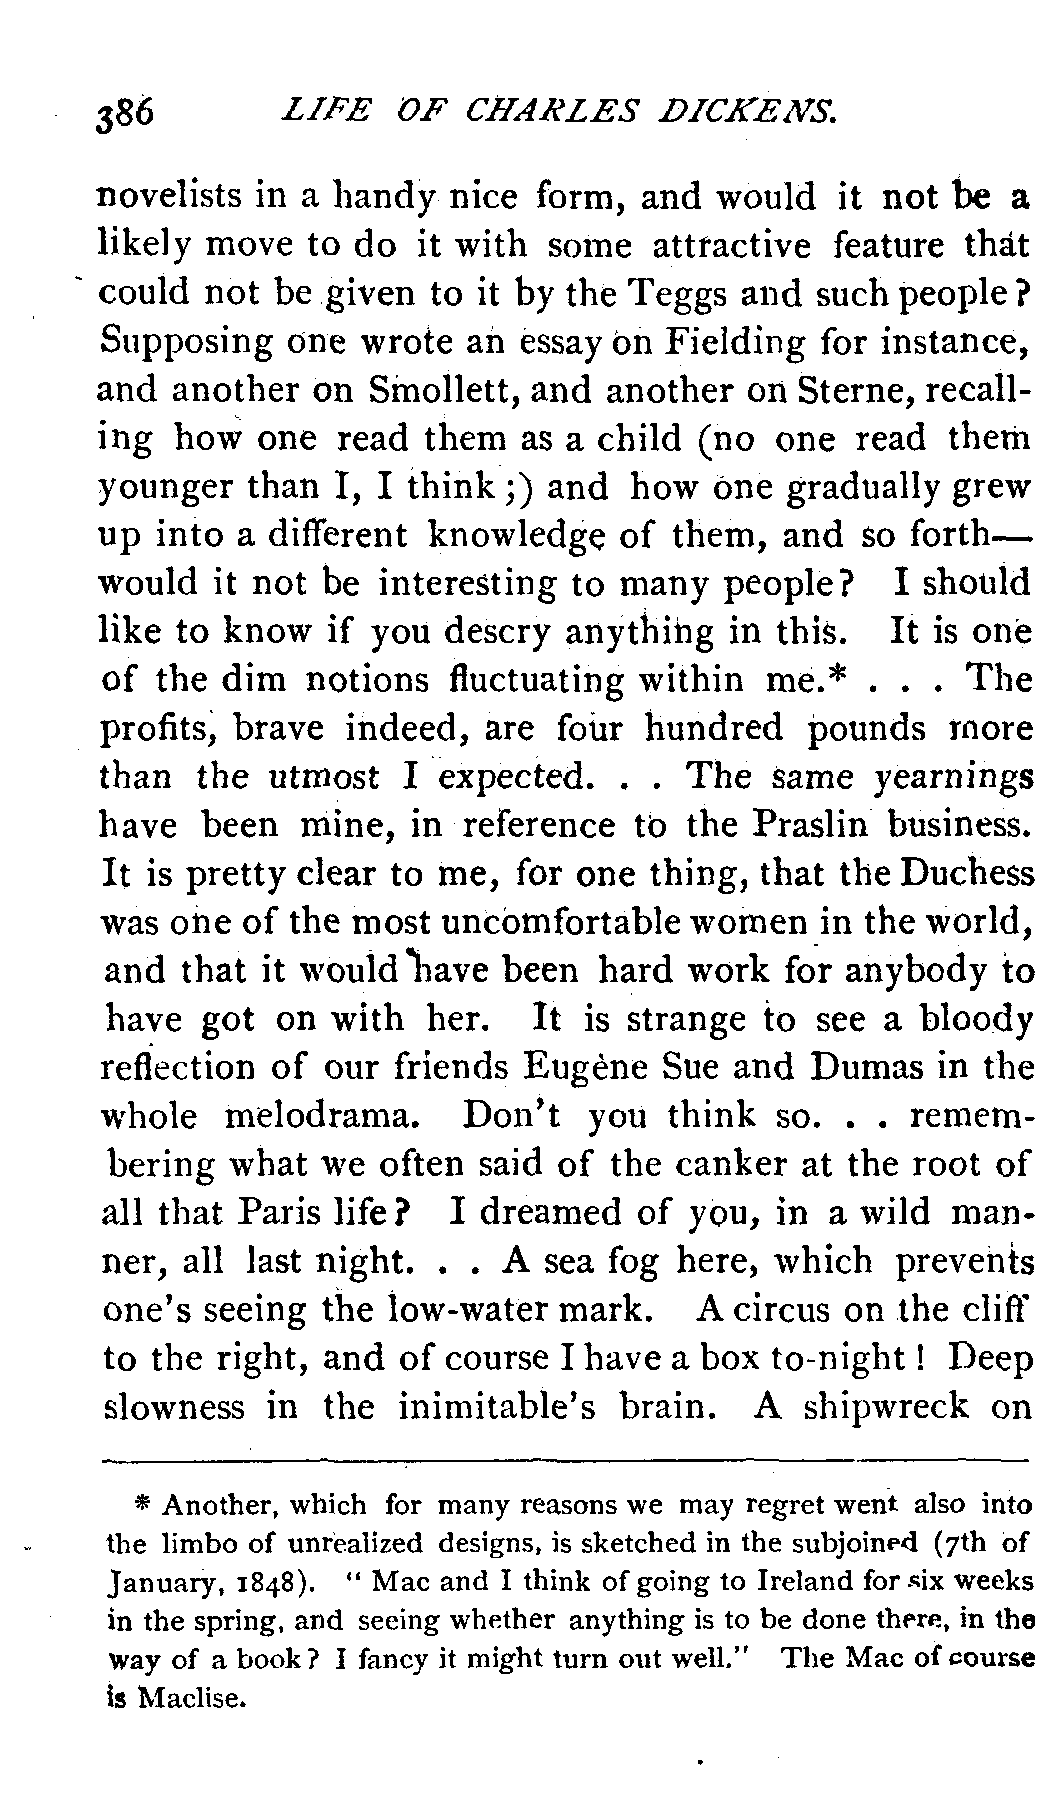 386 LIFE OF CHARLES DICKENS.
novelists in a handy nice form, and would it not be a
likely move to do it with some attractive feature that
could not be given to it by the Teggs and such people?
Supposing one wrote an essay on Fielding for instance,
and another on Smollett, and another on Sterne, recall-
ing how one read them as a child (no one read them
younger than I, I think;) and how one gradually grew
up into a different knowledge of them, and so forth—
would it not be interesting to many people? I should
like to know if you descry anything in this. It is one
of the dim notions fluctuating within me.* . . . The
profits, brave indeed, are four hundred pounds more
than the utmost I expected. . . The same yearnings
have been mine, in reference to the Praslin business.
It is pretty clear to me, for one thing, that the Duchess
was one of the most uncomfortable women in the world,
and that it would have been hard work for anybody to
have got on with her. It is strange to see a bloody
reflection of our friends Eugène Sue and Dumas in the
whole melodrama. Don't you think so. . . remem-
bering what we often said of the canker at the root of
all that Paris life? I dreamed of you, in a wild man-
ner, all last night. . . A sea fog here, which prevents
one's seeing the low-water mark. A circus on the cliff
to the right, and of course I have a box to-night! Deep
slowness in the inimitable's brain. A shipwreck on
* Another, which for many reasons we may regret went also into
the limbo of unrealized designs, is sketched in the subjoined (7th of
January, 1848). "Mac and I think of going to Ireland for six weeks
in the spring, and seeing whether anything is to be done there, in the
way of a book? I fancy it might turn out well." The Mac of course
is Maclise.